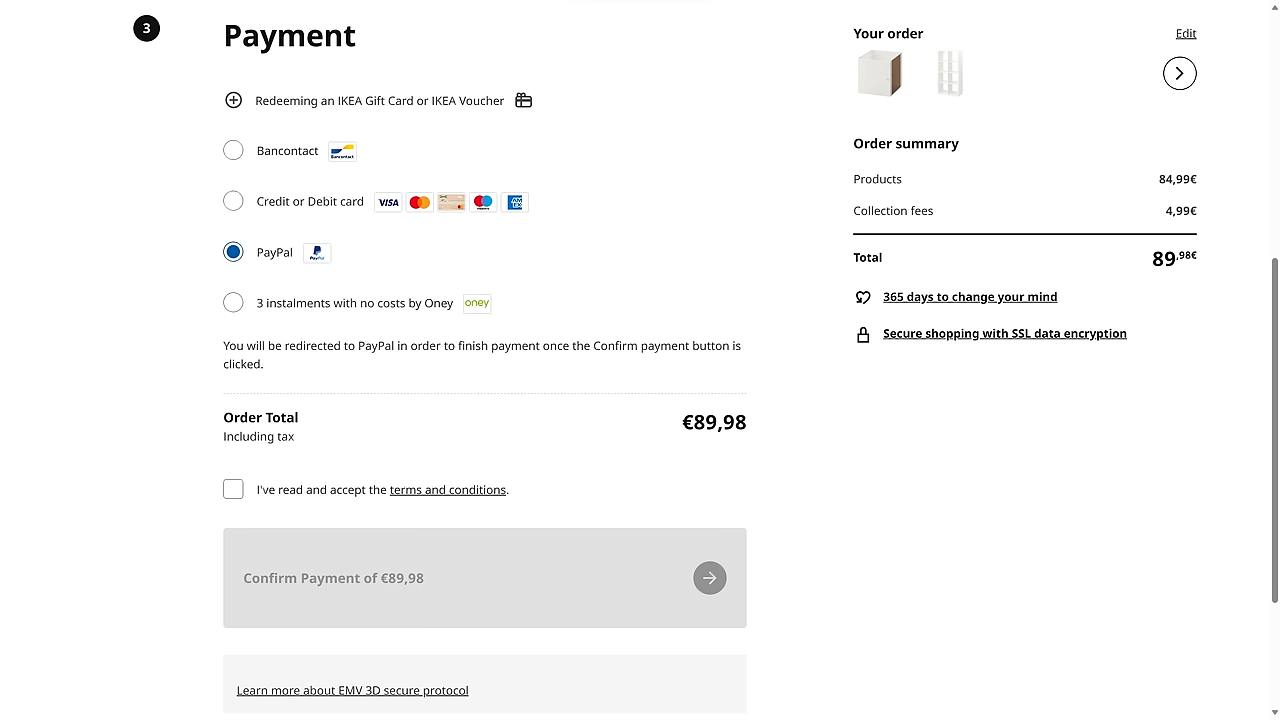 3
Payment
Redeeming an IKEA Gift Card or IKEA Voucher
Bancontact Bancontact
Credit or Debit card VISA
PayPal PayPal
3 instalments with no costs by Oney oney
You will be redirected to PayPal in order to finish payment once the Confirm payment button is
clicked.
Order Total
Including tax
€89,98
I've read and accept the terms and conditions.
Confirm Payment of €89,98
Learn more about EMV 3D secure protocol
Your order
Edit
Order summary
Products 84,99€
Collection fees 4,99€
Total 89,98€
365 days to change your mind
Secure shopping with SSL data encryption